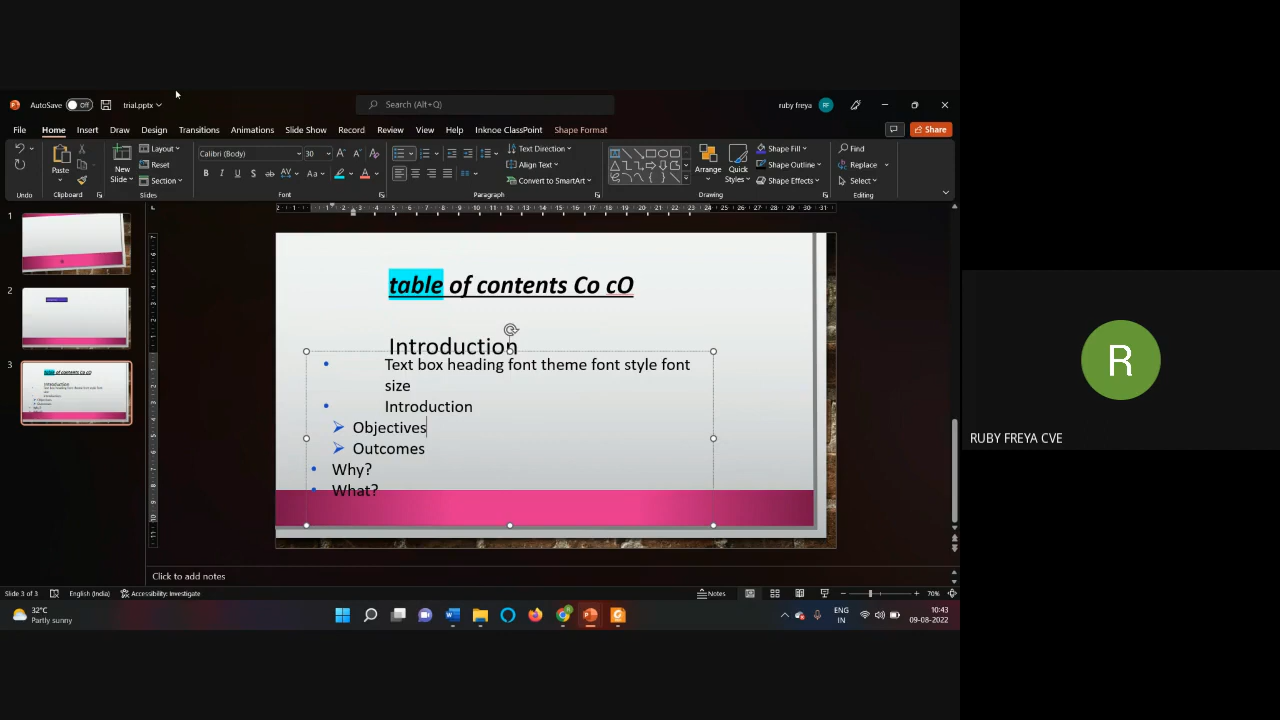 AutoSave Off trial.pptx Search (Alt+Q) ruby freya RF
File Home Insert Draw Design Transitions Animations Slide Show Record Review View Help Inknoe ClassPoint Shape Format Share
Paste New Slide Layout Reset Section Calibri (Body) 30 Text Direction Align Text Convert to SmartArt Arrange Quick Styles Shape Fill Shape Outline Shape Effects Find Replace Select
Undo Clipboard Slides Font Paragraph Drawing Editing
1
2
3
table of contents Co cO
Introduction
Text box heading font theme font style font
size
Introduction
Objectives
Outcomes
Why?
What?
Click to add notes
Slide 3 of 3 English (India) Accessibility: Investigate Notes 70%
32°C
Partly sunny
ENG
IN
10:43
09-08-2022
R
RUBY FREYA CVE